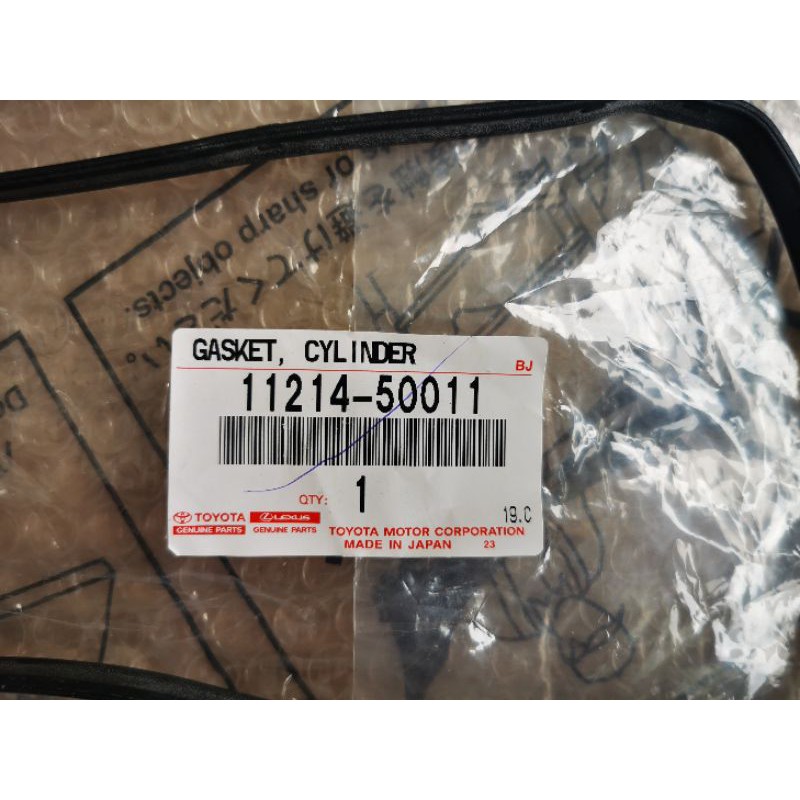 or sharp objects.
GASKET, CYLINDER
BJ
11214-50011
QTY: 1
19.C
TOYOTA LEXUS
GENUINE PARTS GENUINE PARTS
TOYOTA MOTOR CORPORATION
MADE IN JAPAN 23